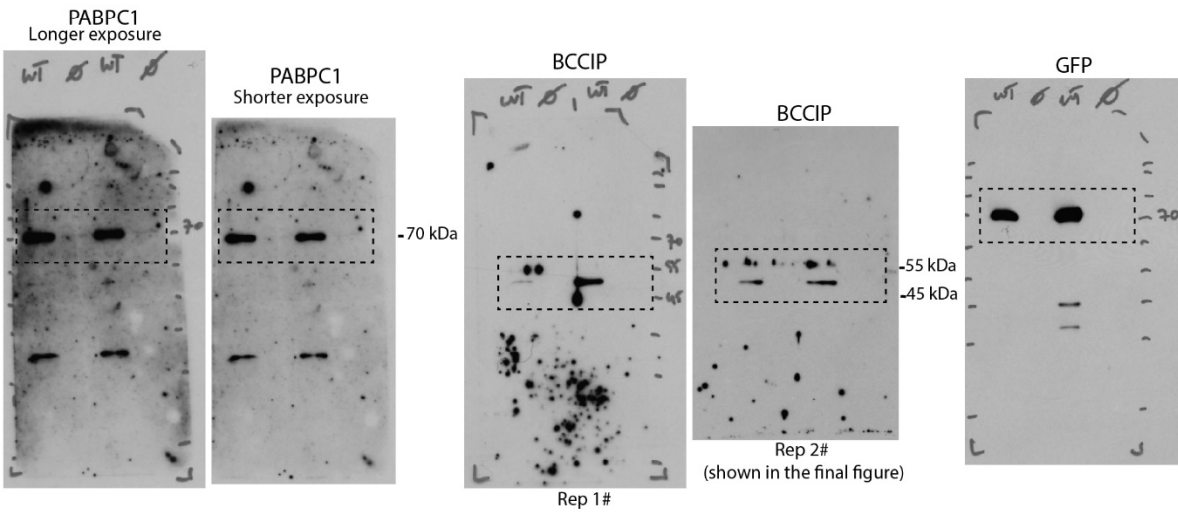 PABPC1
Longer exposure
WT Ø WT Ø
70
PABPC1
Shorter exposure
-70 kDa
BCCIP
WT Ø WT Ø
70
55
45
Rep 1#
BCCIP
-55 kDa
-45 kDa
Rep 2#
(shown in the final figure)
GFP
WT Ø WT Ø
70